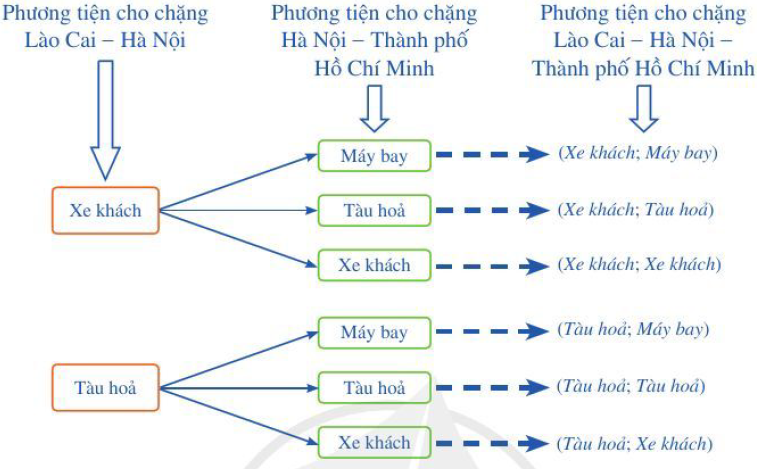 Phương tiện cho chặng
Lào Cai – Hà Nội
Phương tiện cho chặng
Hà Nội – Thành phố
Hồ Chí Minh
Phương tiện cho chặng
Lào Cai – Hà Nội –
Thành phố Hồ Chí Minh
Xe khách
Máy bay
(Xe khách; Máy bay)
Tàu hoả
(Xe khách; Tàu hoả)
Xe khách
(Xe khách; Xe khách)
Tàu hoả
Máy bay
(Tàu hoả; Máy bay)
Tàu hoả
(Tàu hoả; Tàu hoả)
Xe khách
(Tàu hoả; Xe khách)